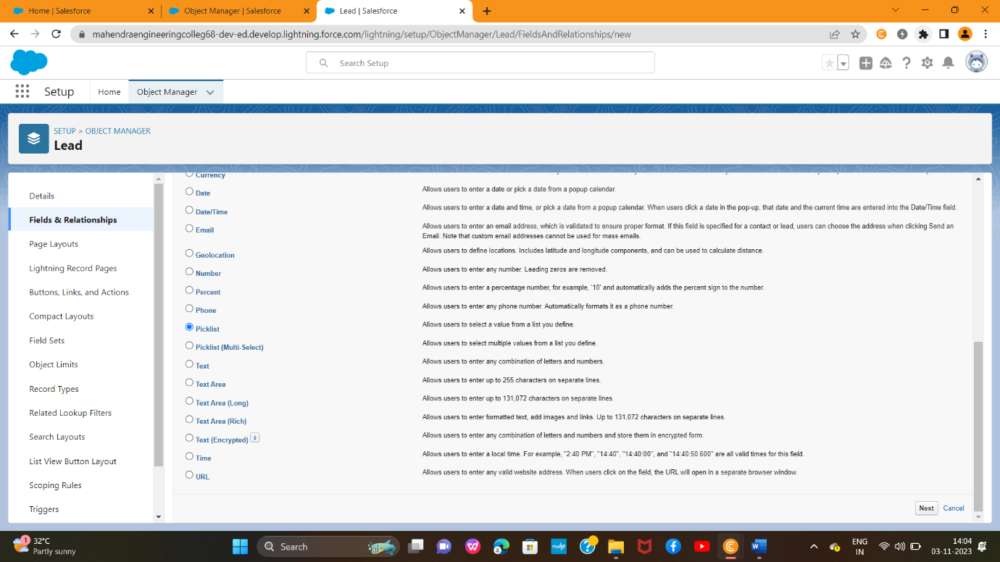 Home | Salesforce
Object Manager | Salesforce
Lead | Salesforce
mahendraengineeringcolleg68-dev-ed.develop.lightning.force.com/lightning/setup/ObjectManager/Lead/FieldsAndRelationships/new
Search Setup
Setup
Home
Object Manager
SETUP > OBJECT MANAGER
Lead
Details
Fields & Relationships
Page Layouts
Lightning Record Pages
Buttons, Links, and Actions
Compact Layouts
Field Sets
Object Limits
Record Types
Related Lookup Filters
Search Layouts
List View Button Layout
Scoping Rules
Triggers
Currency
Date Allows users to enter a date or pick a date from a popup calendar.
Date/Time Allows users to enter a date and time, or pick a date from a popup calendar. When users click a date in the pop-up, that date and the current time are entered into the Date/Time field.
Email Allows users to enter an email address, which is validated to ensure proper format. If this field is specified for a contact or lead, users can choose the address when clicking Send an
Email. Note that custom email addresses cannot be used for mass emails.
Geolocation Allows users to define locations. Includes latitude and longitude components, and can be used to calculate distance.
Number Allows users to enter any number. Leading zeros are removed.
Percent Allows users to enter a percentage number, for example, '10' and automatically adds the percent sign to the number.
Phone Allows users to enter any phone number. Automatically formats it as a phone number.
Picklist Allows users to select a value from a list you define.
Picklist (Multi-Select) Allows users to select multiple values from a list you define.
Text Allows users to enter any combination of letters and numbers.
Text Area Allows users to enter up to 255 characters on separate lines.
Text Area (Long) Allows users to enter up to 131,072 characters on separate lines.
Text Area (Rich) Allows users to enter formatted text, add images and links. Up to 131,072 characters on separate lines.
Text (Encrypted) i Allows users to enter any combination of letters and numbers and store them in encrypted form.
Time Allows users to enter a local time. For example, "2:40 PM", "14:40", "14:40:00", and "14:40:50.600" are all valid times for this field.
URL Allows users to enter any valid website address. When users click on the field, the URL will open in a separate browser window.
Next Cancel
1
32°C
Partly sunny
Search
myhp
ENG
IN
14:04
03-11-2023